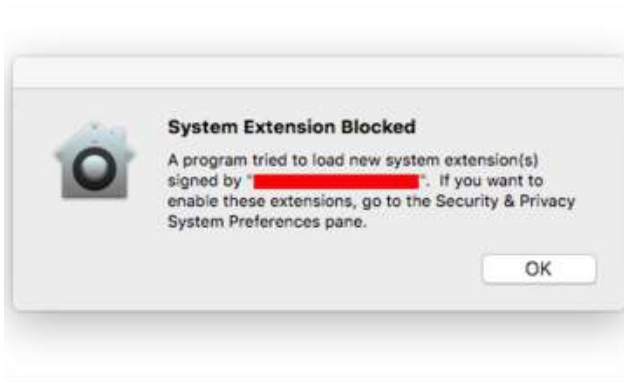 System Extension Blocked
A program tried to load new system extension(s)
signed by "". If you want to
enable these extensions, go to the Security & Privacy
System Preferences pane.
OK